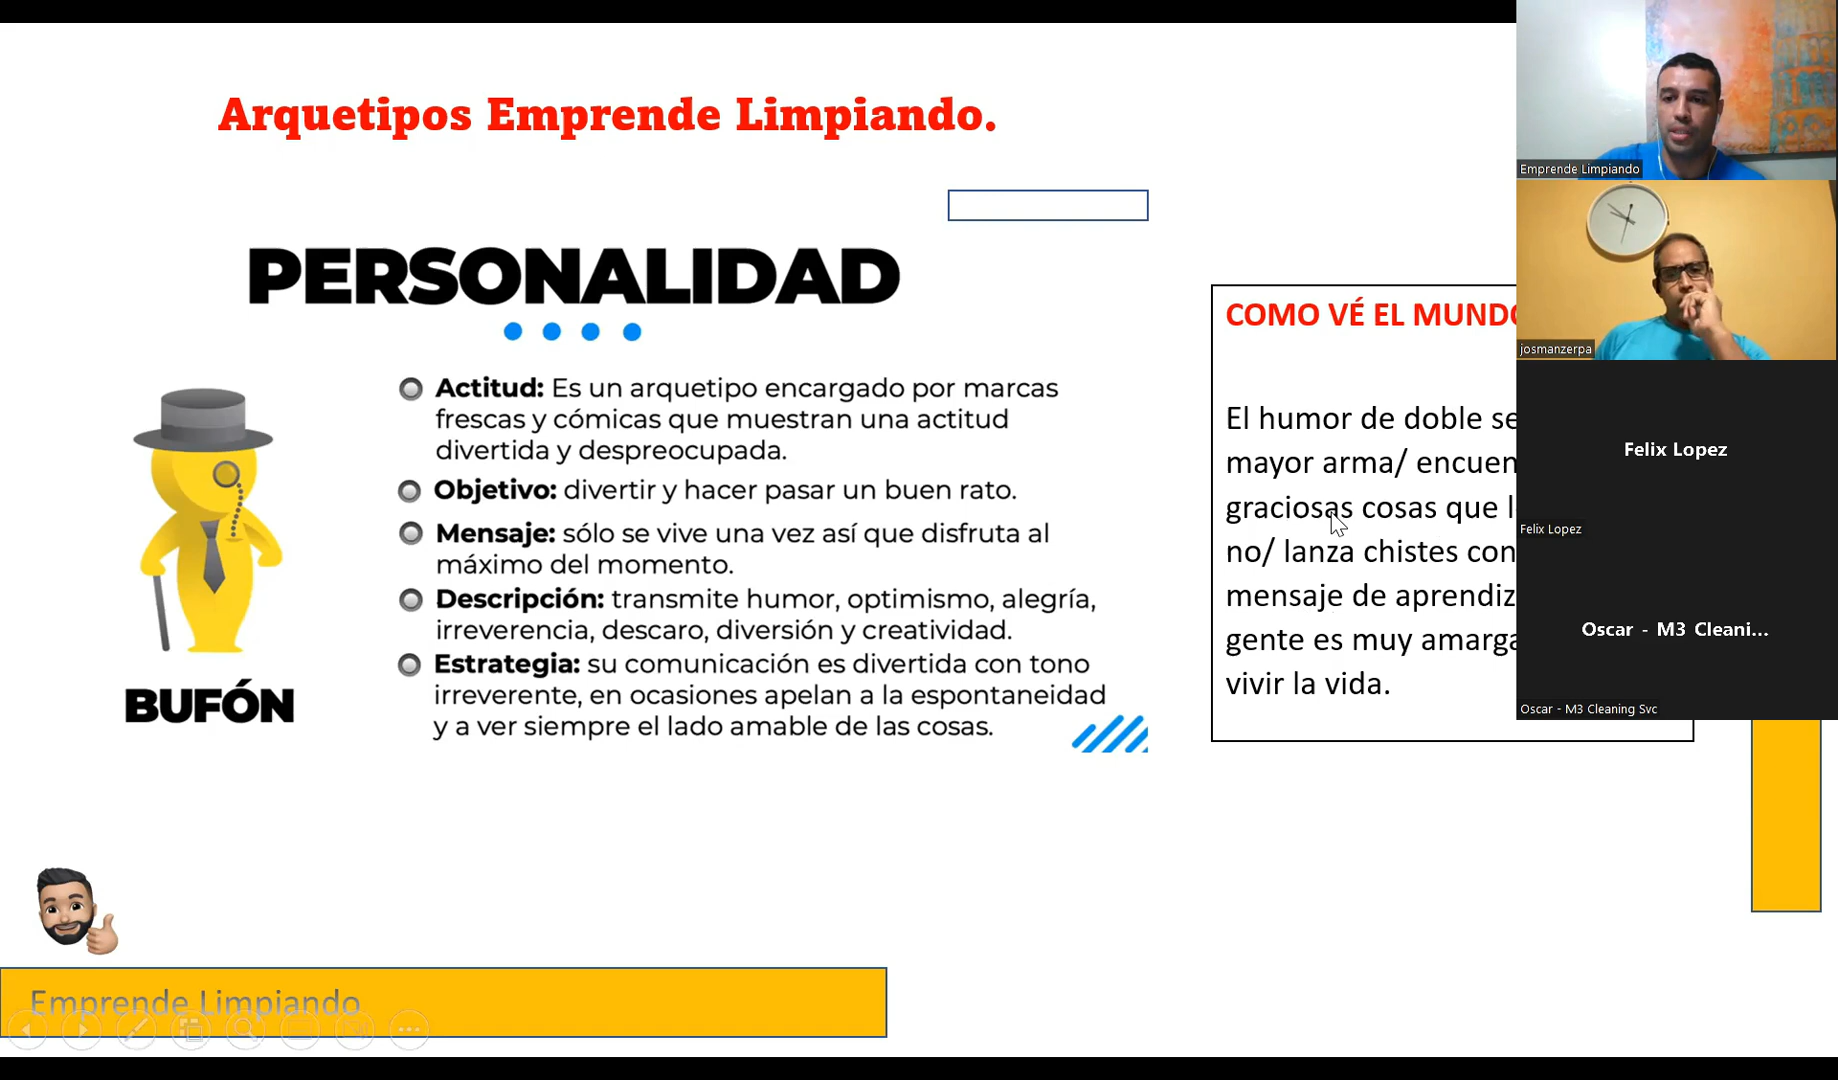 Arquetipos Emprende Limpiando.
PERSONALIDAD
Actitud: Es un arquetipo encargado por marcas
frescas y cómicas que muestran una actitud
divertida y despreocupada.
Objetivo: divertir y hacer pasar un buen rato.
Mensaje: sólo se vive una vez así que disfruta al
máximo del momento.
Descripción: transmite humor, optimismo, alegría,
irreverencia, descaro, diversión y creatividad.
Estrategia: su comunicación es divertida con tono
irreverente, en ocasiones apelan a la espontaneidad
y a ver siempre el lado amable de las cosas.
BUFÓN
COMO VÉ EL MUNDO
El humor de doble se
mayor arma/ encuen
graciosas cosas que l
no/ lanza chistes con
mensaje de aprendiz
gente es muy amarga
vivir la vida.
Emprende Limpiando
Emprende Limpiando
josmanzerpa
Felix Lopez
Felix Lopez
Oscar - M3 Cleani...
Oscar - M3 Cleaning Svc